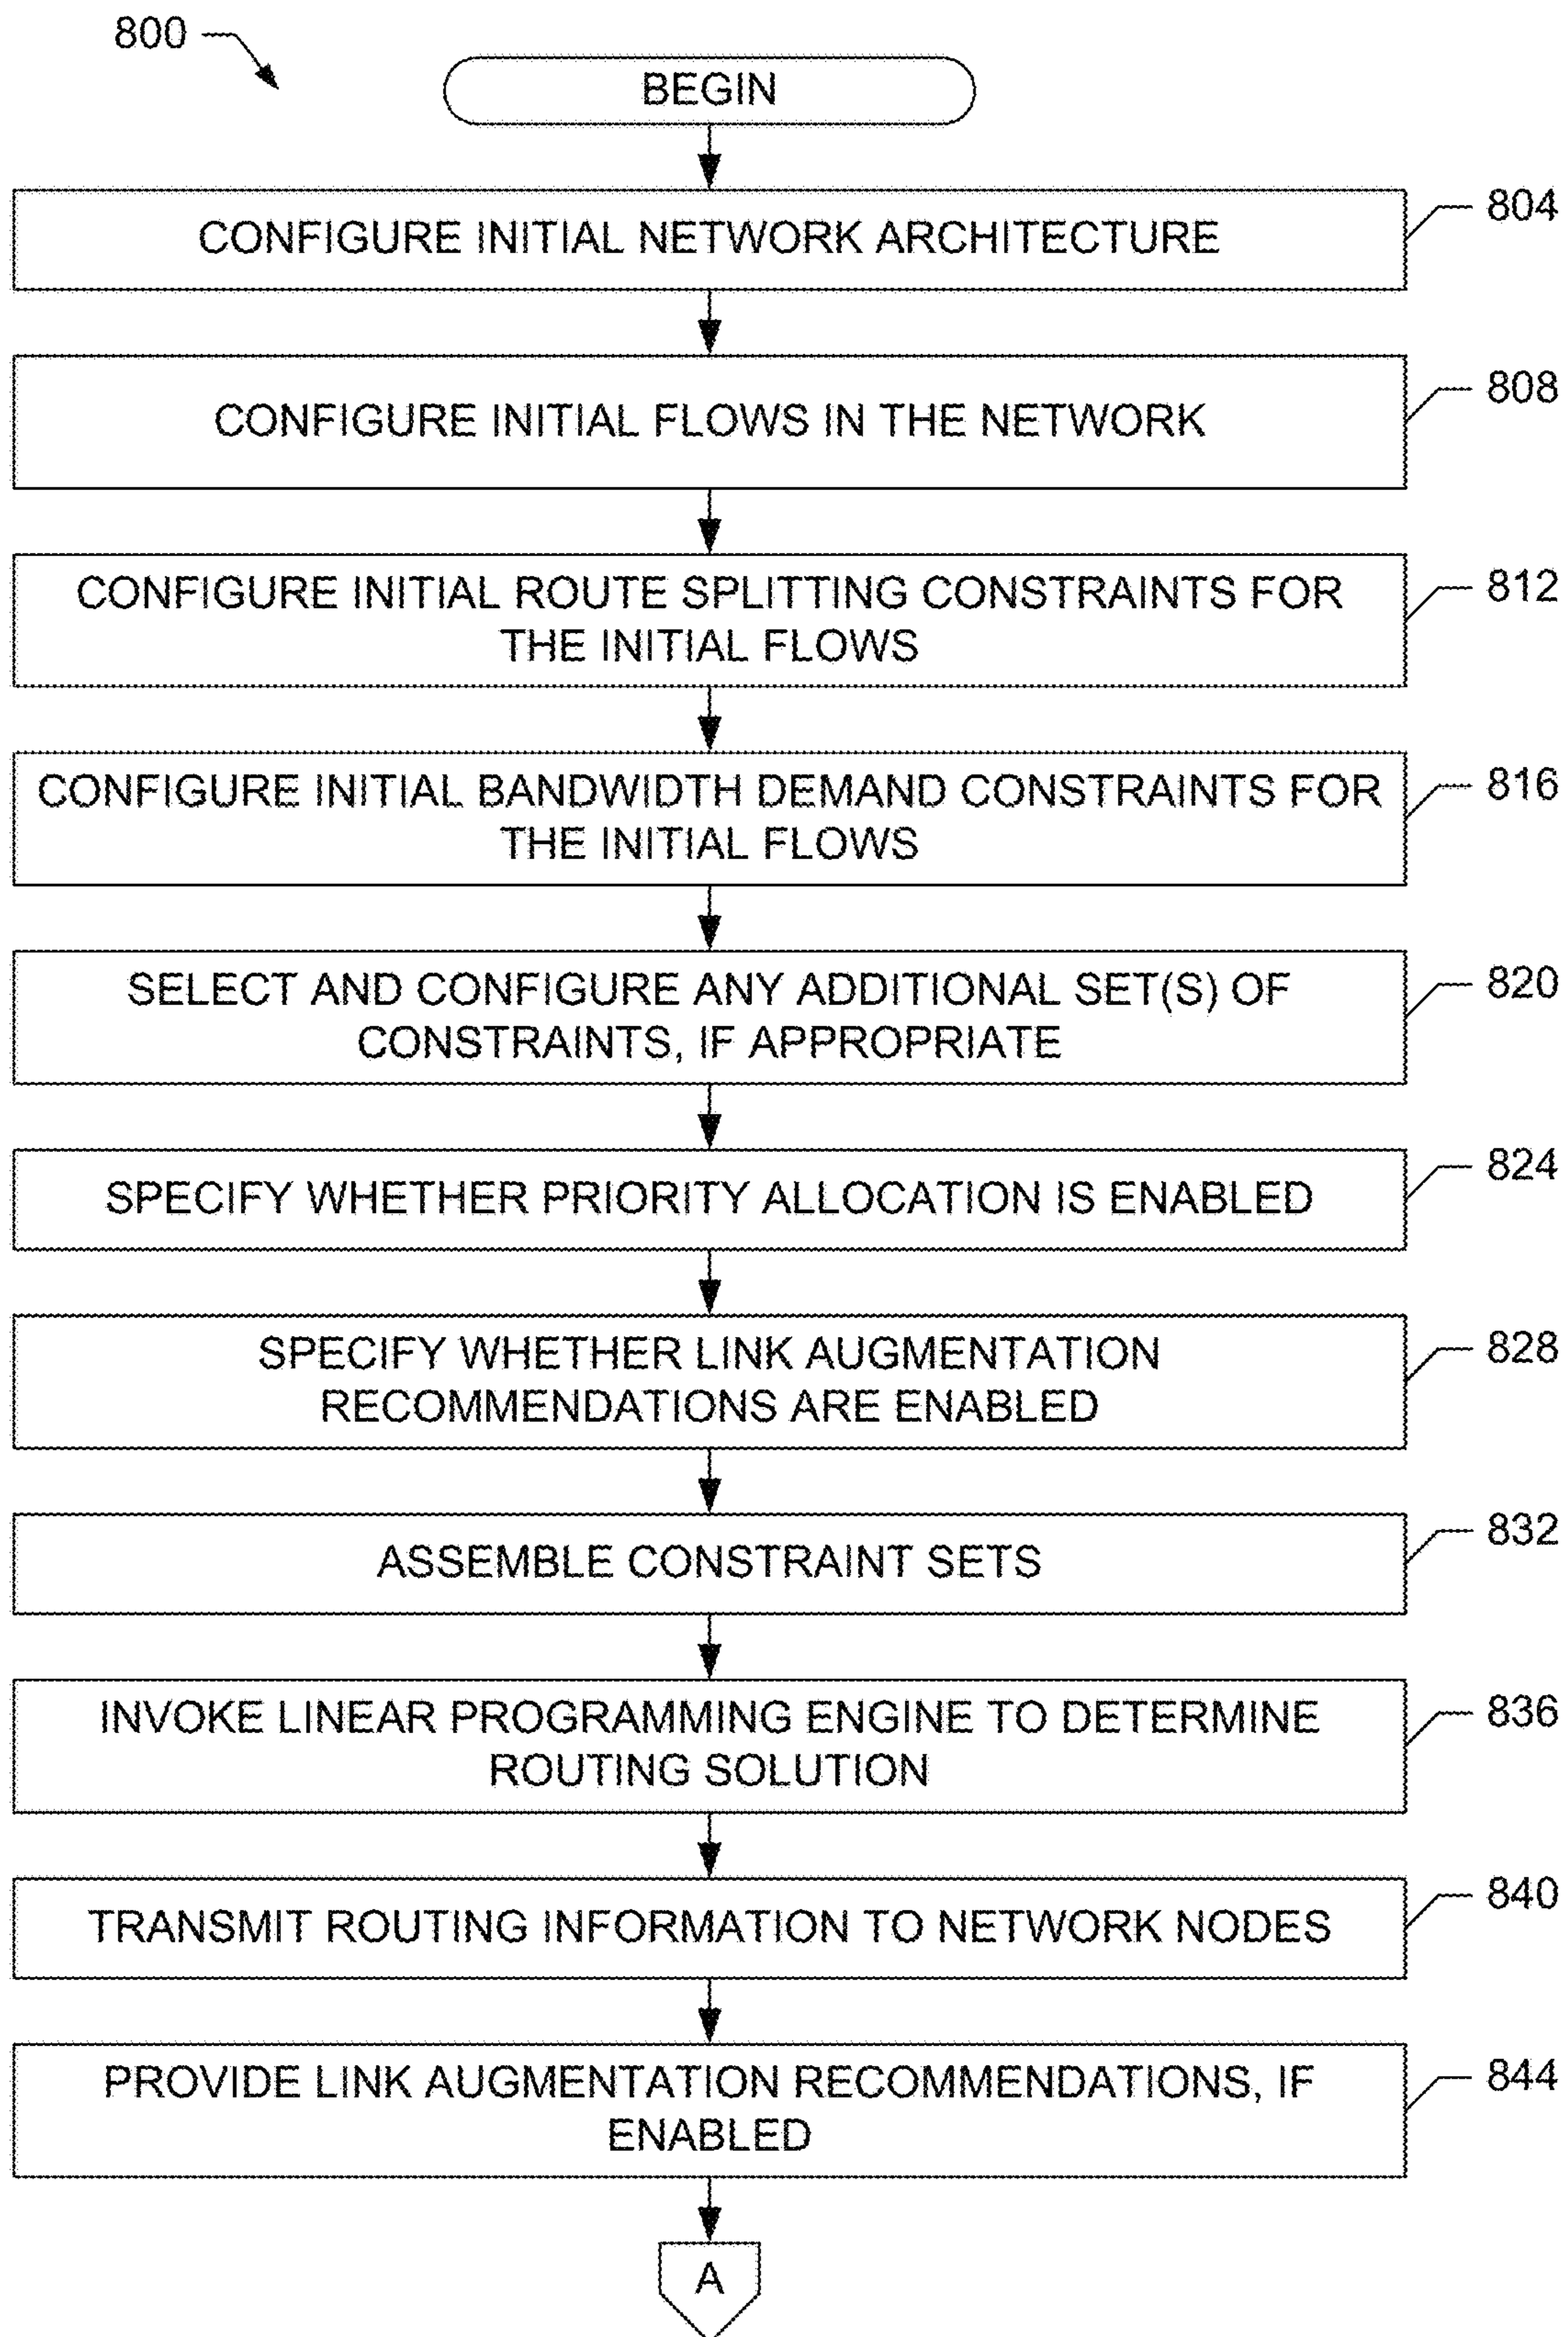 800
BEGIN
CONFIGURE INITIAL NETWORK ARCHITECTURE
804
CONFIGURE INITIAL FLOWS IN THE NETWORK
808
CONFIGURE INITIAL ROUTE SPLITTING CONSTRAINTS FOR
THE INITIAL FLOWS
812
CONFIGURE INITIAL BANDWIDTH DEMAND CONSTRAINTS FOR
THE INITIAL FLOWS
816
SELECT AND CONFIGURE ANY ADDITIONAL SET(S) OF
CONSTRAINTS, IF APPROPRIATE
820
SPECIFY WHETHER PRIORITY ALLOCATION IS ENABLED
824
SPECIFY WHETHER LINK AUGMENTATION
RECOMMENDATIONS ARE ENABLED
828
ASSEMBLE CONSTRAINT SETS
832
INVOKE LINEAR PROGRAMMING ENGINE TO DETERMINE
ROUTING SOLUTION
836
TRANSMIT ROUTING INFORMATION TO NETWORK NODES
840
PROVIDE LINK AUGMENTATION RECOMMENDATIONS, IF
ENABLED
844
A